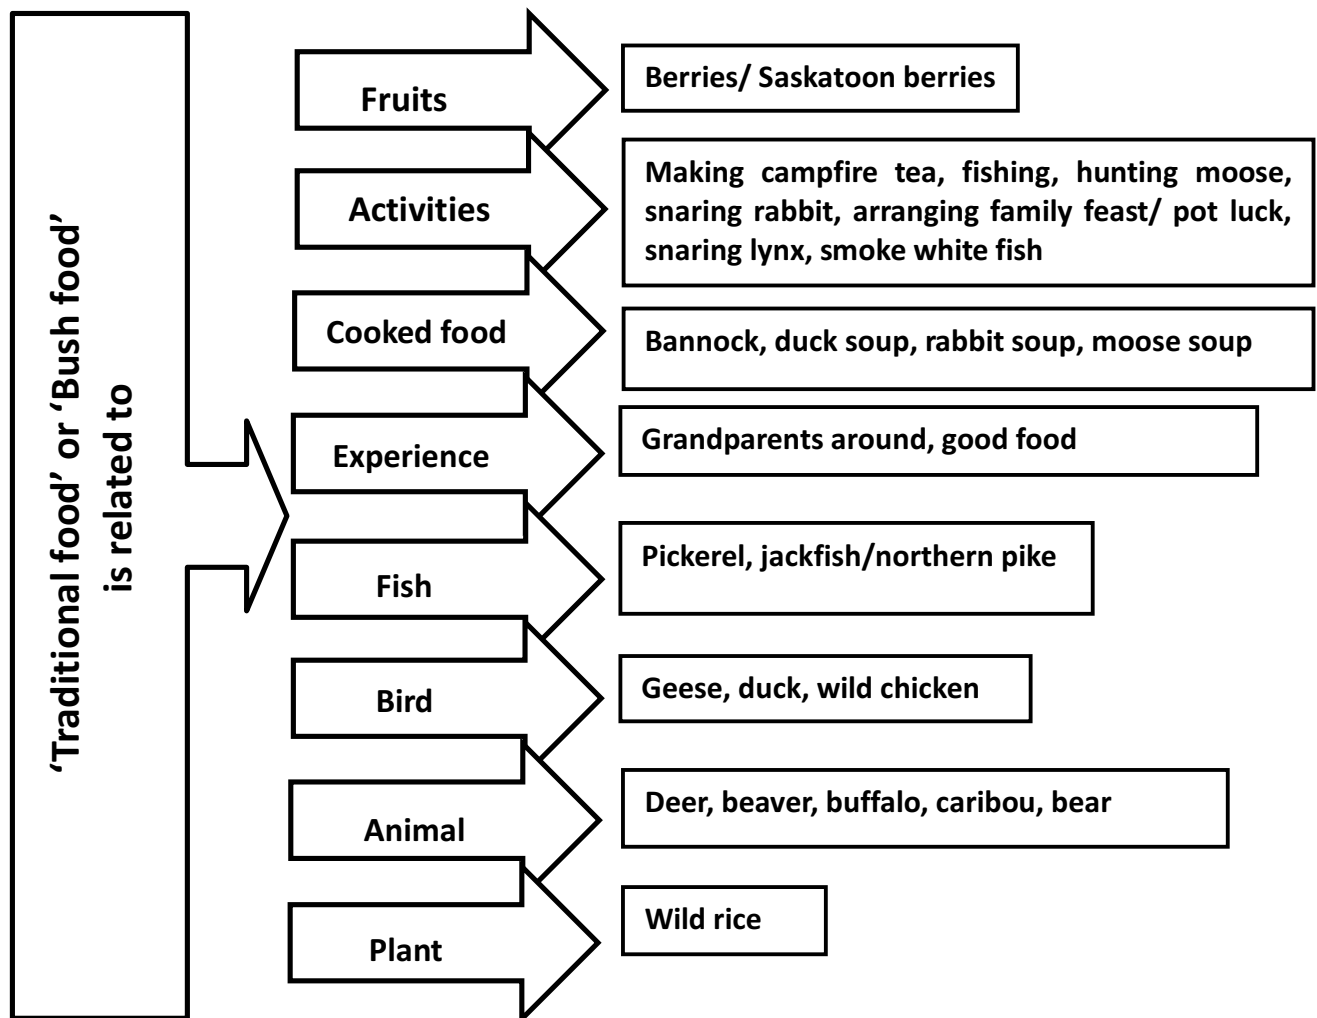 ‘Traditional food’ or ‘Bush food’
is related to
Fruits
Berries/ Saskatoon berries
Activities
Making campfire tea, fishing, hunting moose,
snaring rabbit, arranging family feast/ pot luck,
snaring lynx, smoke white fish
Cooked food
Bannock, duck soup, rabbit soup, moose soup
Experience
Grandparents around, good food
Fish
Pickerel, jackfish/northern pike
Bird
Geese, duck, wild chicken
Animal
Deer, beaver, buffalo, caribou, bear
Plant
Wild rice